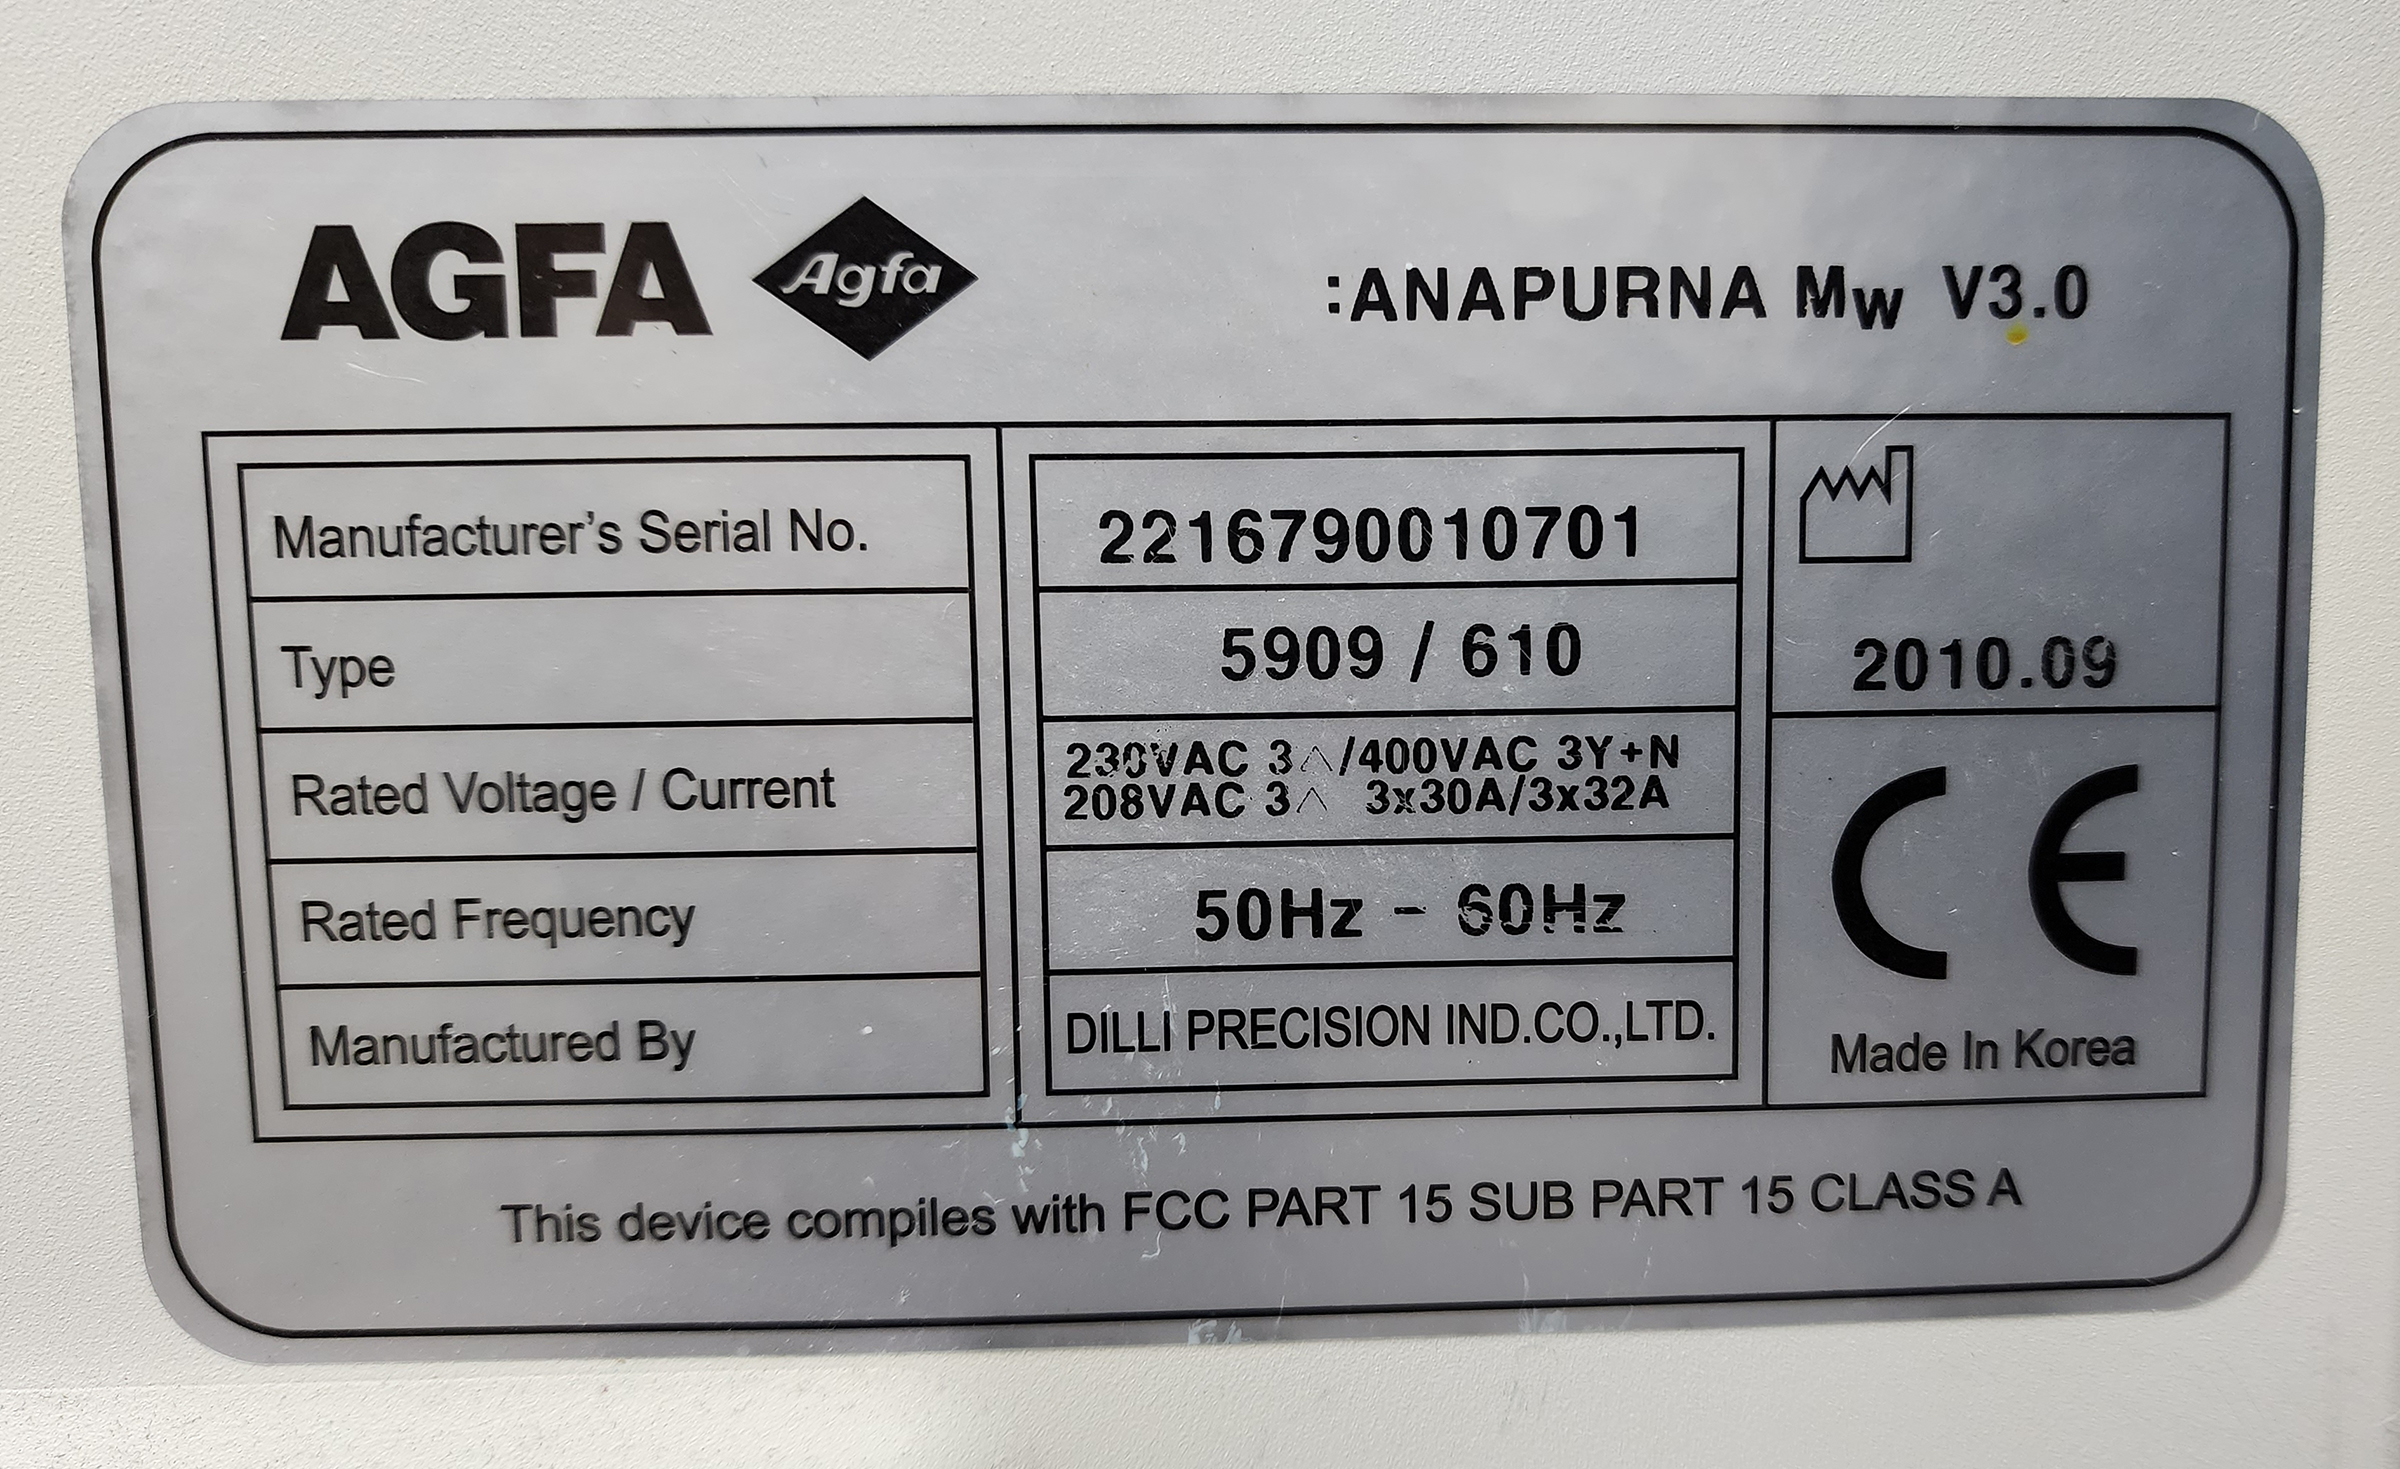 AGFA Agfa :ANAPURNA Mw V3.0
Manufacturer's Serial No. 2216790010701
Type 5909 / 610
2010.09
Rated Voltage / Current 230VAC 3△/400VAC 3Y+N
208VAC 3△ 3x30A/3x32A
Rated Frequency 50Hz - 60Hz
CE
Manufactured By DILLI PRECISION IND.CO.,LTD.
Made In Korea
This device compiles with FCC PART 15 SUB PART 15 CLASS A